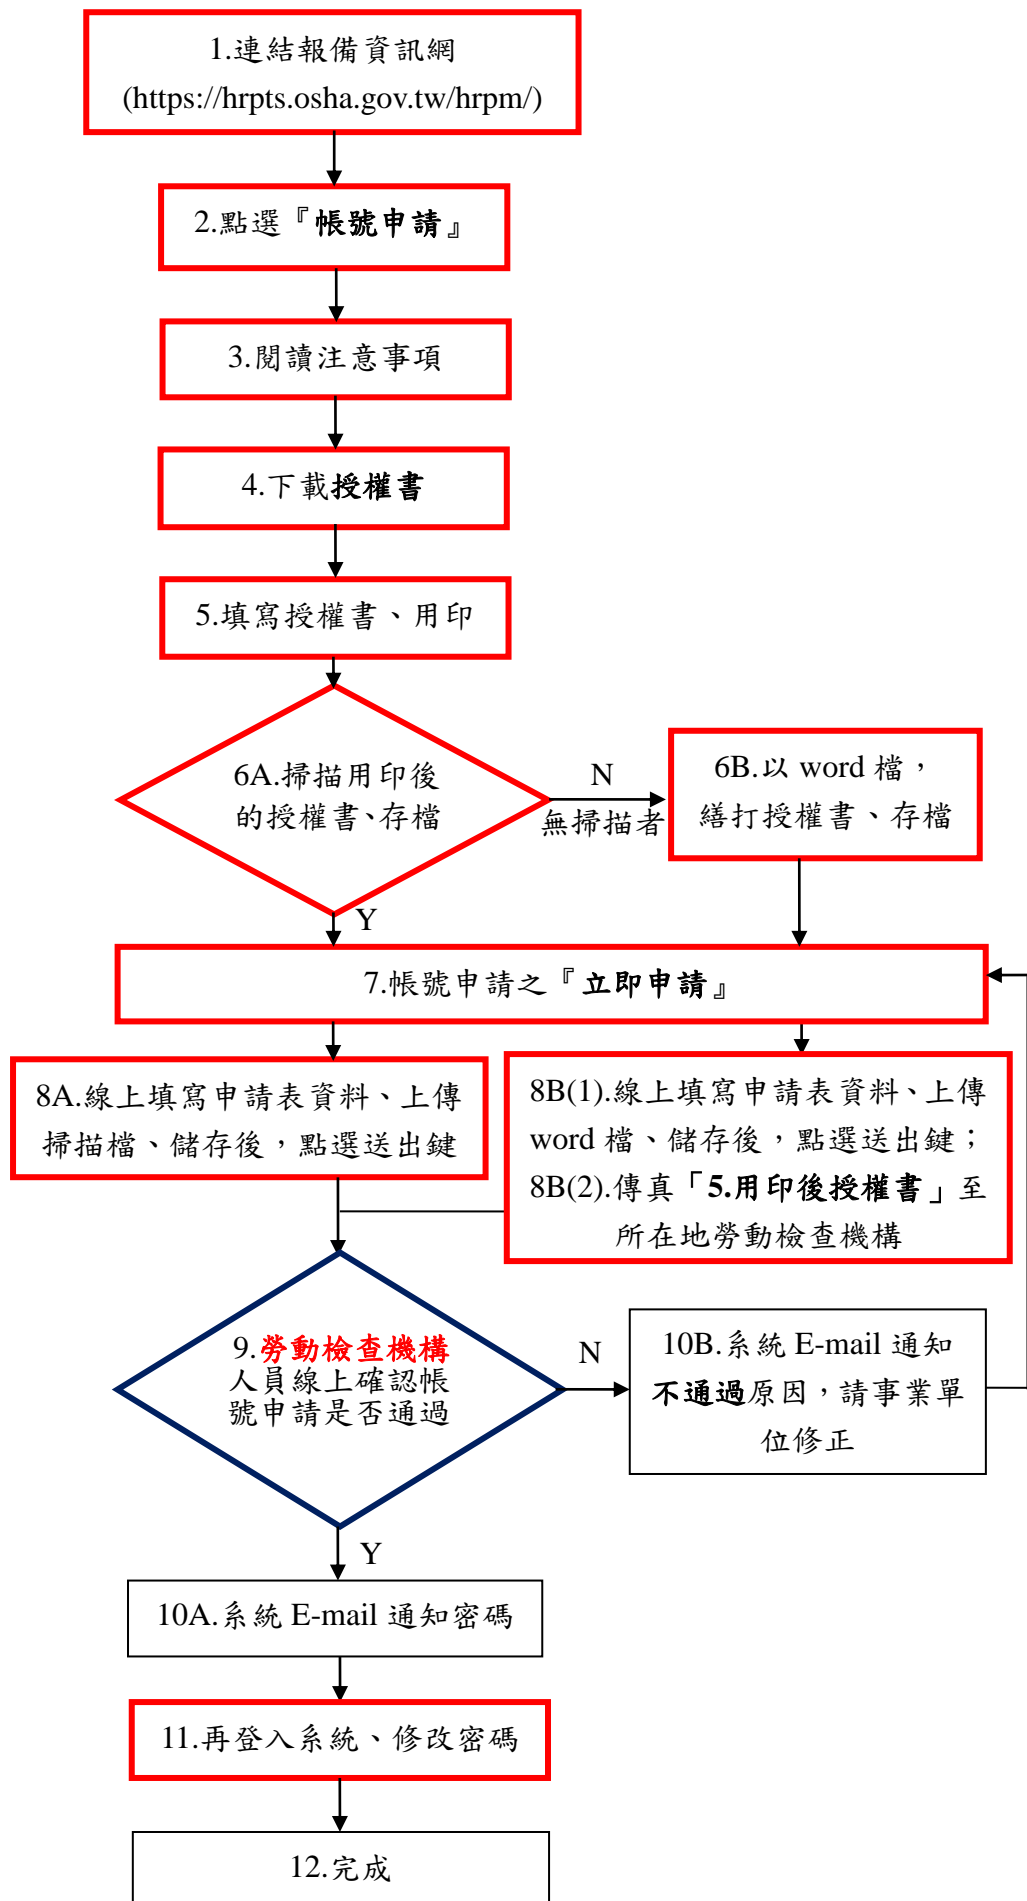 1.連結報備資訊網
(https://hrpts.osha.gov.tw/hrpm/)
2.點選『帳號申請』
3.閱讀注意事項
4.下載授權書
5.填寫授權書、用印
6A.掃描用印後
的授權書、存檔
N
無掃描者
6B.以 word 檔，
繕打授權書、存檔
Y
7.帳號申請之『立即申請』
8A.線上填寫申請表資料、上傳
掃描檔、儲存後，點選送出鍵
8B(1).線上填寫申請表資料、上傳
word 檔、儲存後，點選送出鍵；
8B(2).傳真「5.用印後授權書」至
所在地勞動檢查機構
9.勞動檢查機構
人員線上確認帳
號申請是否通過
N
10B.系統 E-mail 通知
不通過原因，請事業單
位修正
Y
10A.系統 E-mail 通知密碼
11.再登入系統、修改密碼
12.完成